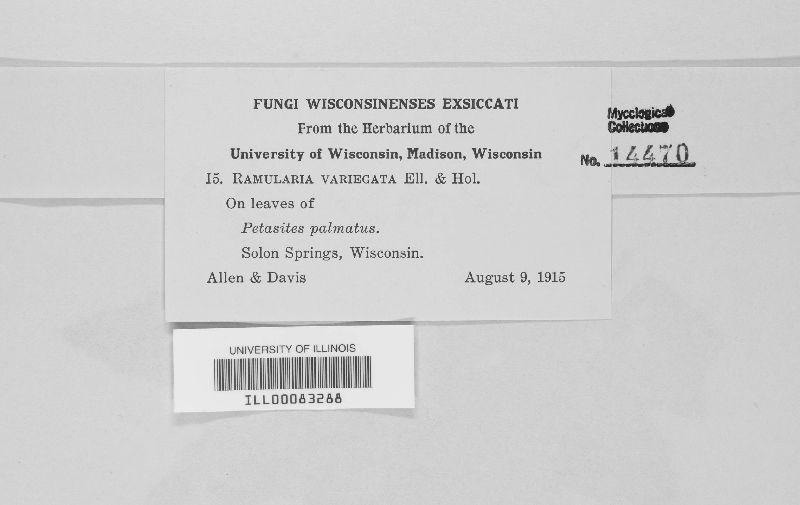 FUNGI WISCONSINENSES EXSICCATI
From the Herbarium of the
University of Wisconsin, Madison, Wisconsin
15. RAMULARIA VARIEGATA Ell. & Hol.
On leaves of
Petasites palmatus.
Solon Springs, Wisconsin.
Allen & Davis August 9, 1915
Mycological
Collections
No. 14470
UNIVERSITY OF ILLINOIS
ILL00083288